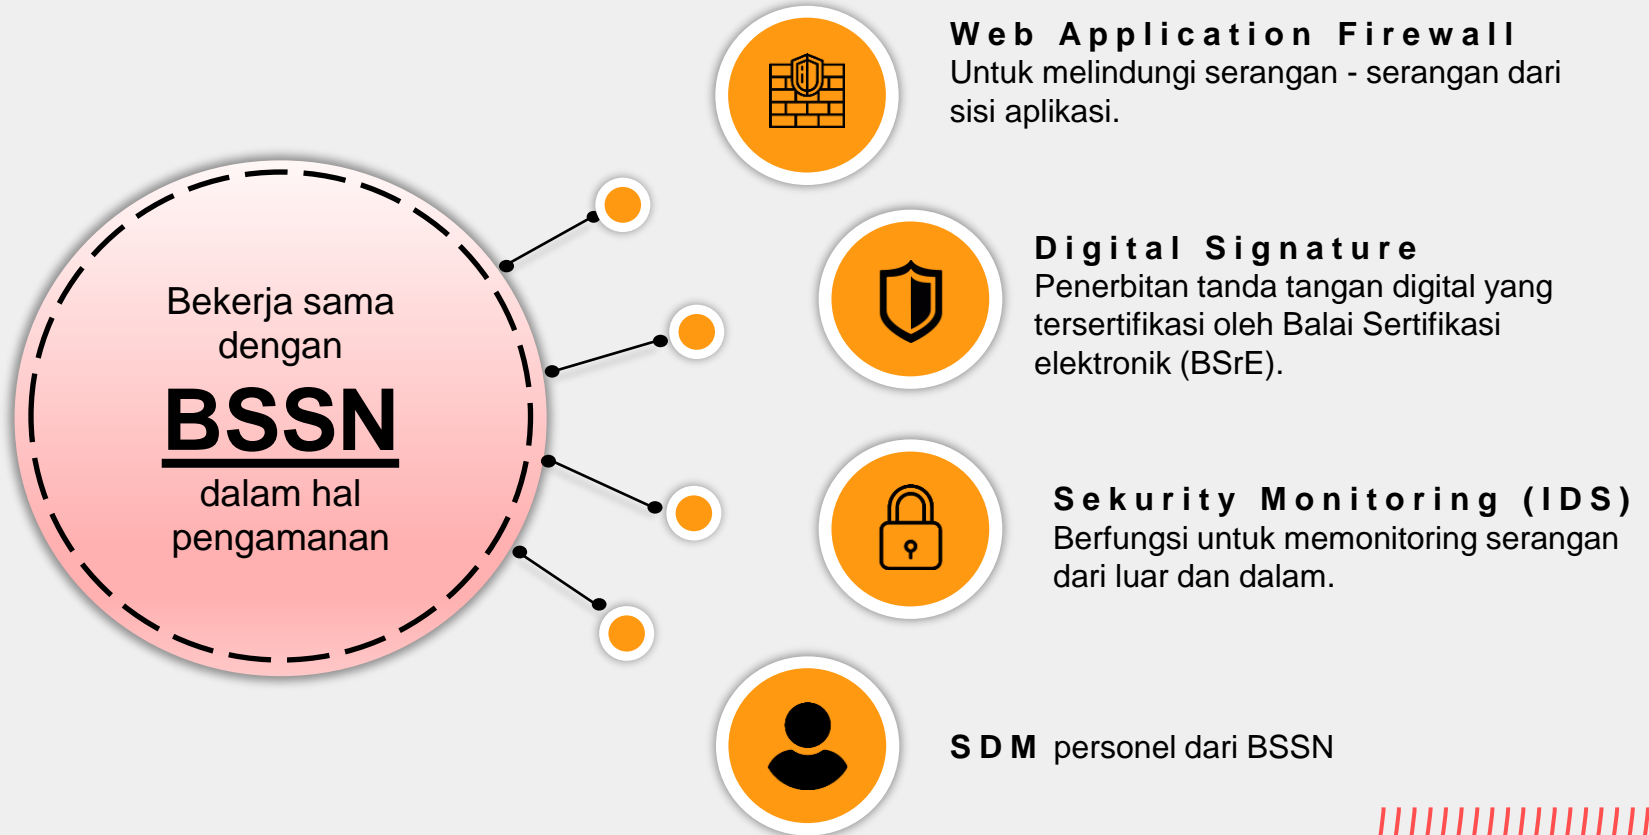 Bekerja sama
dengan
BSSN
dalam hal
pengamanan
Web Application Firewall
Untuk melindungi serangan - serangan dari
sisi aplikasi.
Digital Signature
Penerbitan tanda tangan digital yang
tersertifikasi oleh Balai Sertifikasi
elektronik (BSrE).
Sekurity Monitoring (IDS)
Berfungsi untuk memonitoring serangan
dari luar dan dalam.
SDM personel dari BSSN